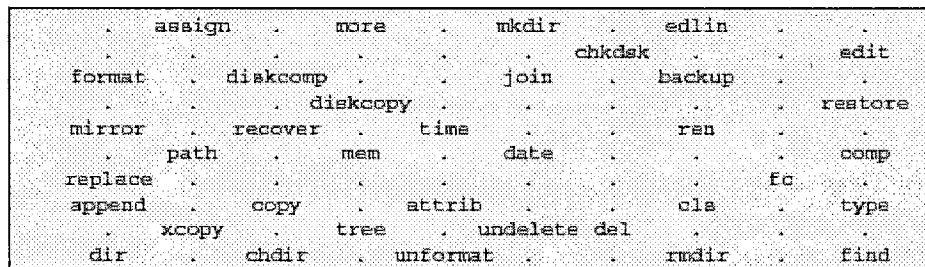 . assign . more . mkdir . edlin . .
. . . . . . . chkdsk . . edit
format . diskcomp . . join . backup . .
. . . diskcopy . . . . . restore
mirror . recover . time . . ren . .
. path . mem . date . . . comp
replace . . . . . . . . fc .
append . copy . attrib . . cls . type
. xcopy . tree . undelete del . . .
dir . chdir . unformat . . rmdir . find